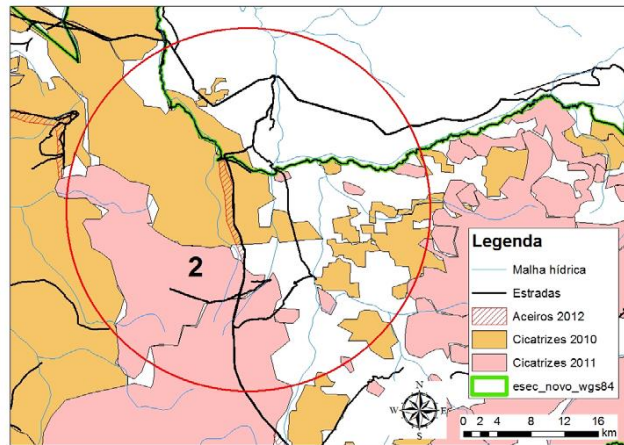 2
Legenda
Malha hídrica
Estradas
Aceiros 2012
Cicatrizes 2010
Cicatrizes 2011
esec_novo_wgs84
N
W E
S
0 2 4 8 12 16
km